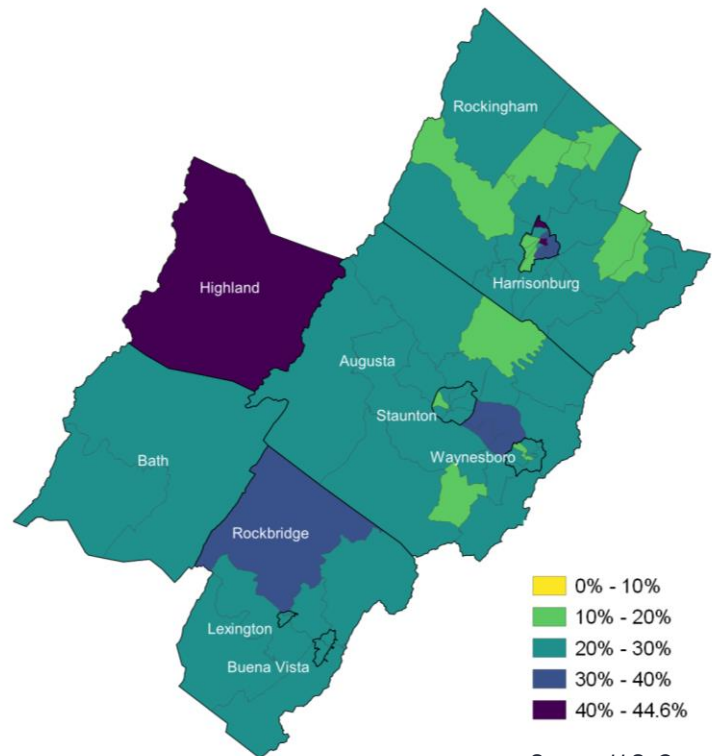 Rockingham
Highland
Harrisonburg
Augusta
Staunton
Waynesboro
Bath
Rockbridge
Lexington
Buena Vista
0% - 10%
10% - 20%
20% - 30%
30% - 40%
40% - 44.6%